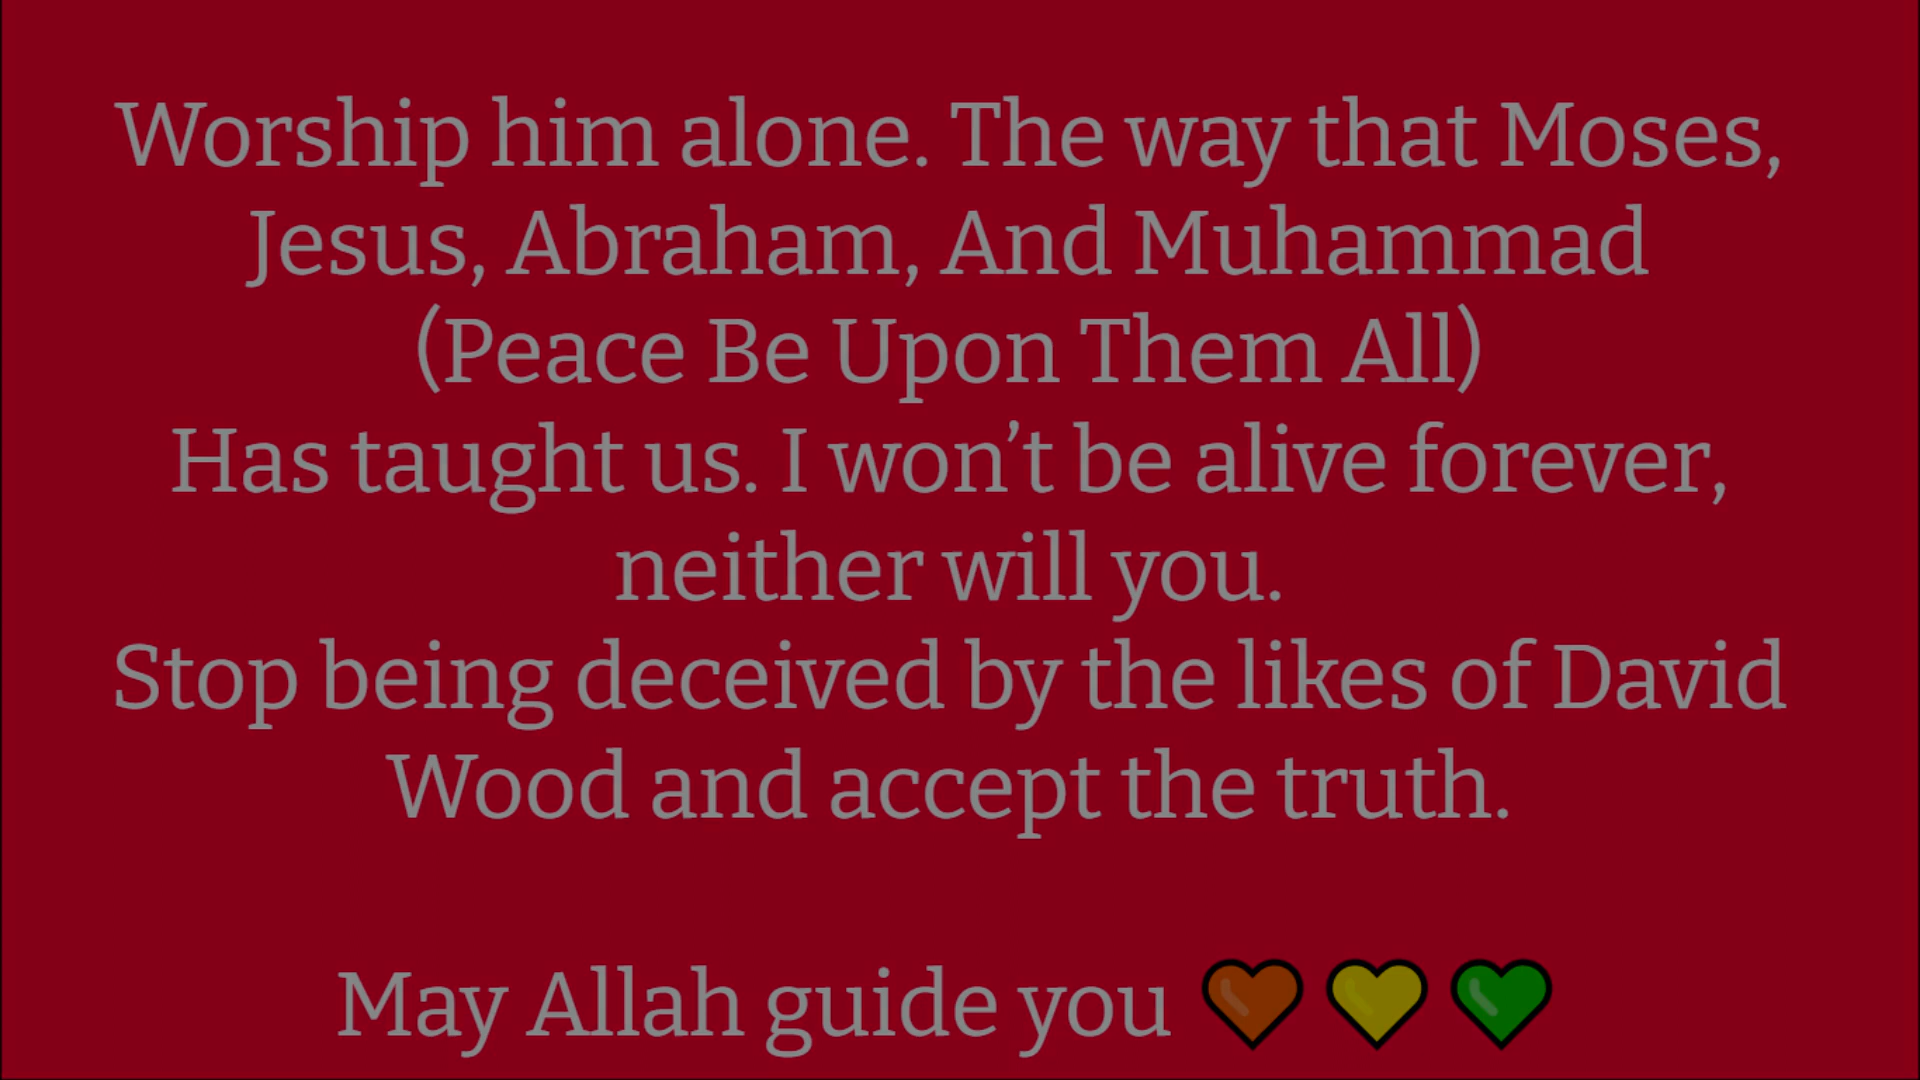 Worship him alone. The way that Moses,
Jesus, Abraham, And Muhammad
(Peace Be Upon Them All)
Has taught us. I won’t be alive forever,
neither will you.
Stop being deceived by the likes of David
Wood and accept the truth.
May Allah guide you 🧡 💛 💚